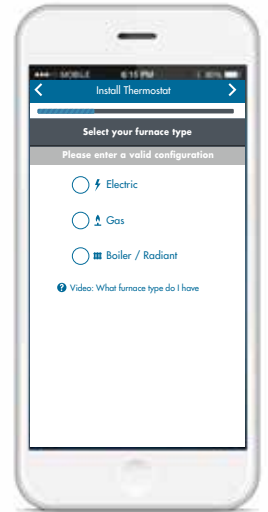 MOBILE 6:15 PM
Install Thermostat
Select your furnace type
Please enter a valid configuration
Electric
Gas
Boiler / Radiant
Video: What furnace type do I have